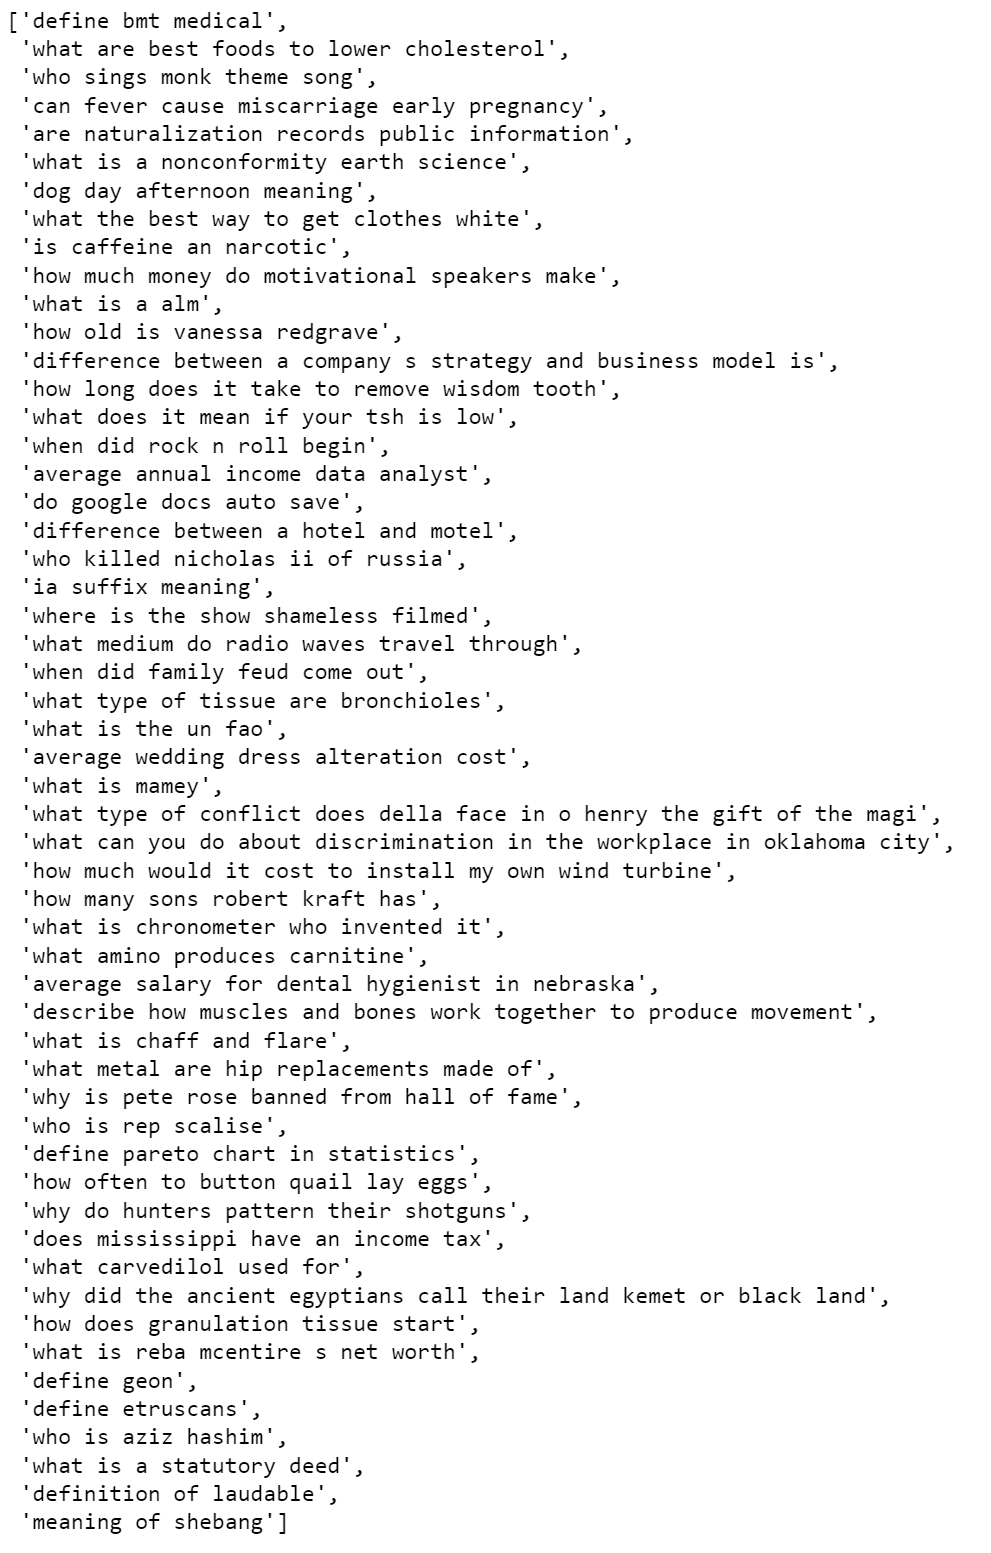 ['define bmt medical',
'what are best foods to lower cholesterol',
'who sings monk theme song',
'can fever cause miscarriage early pregnancy',
'are naturalization records public information',
'what is a nonconformity earth science',
'dog day afternoon meaning',
'what the best way to get clothes white',
'is caffeine an narcotic',
'how much money do motivational speakers make',
'what is a alm',
'how old is vanessa redgrave',
'difference between a company s strategy and business model is',
'how long does it take to remove wisdom tooth',
'what does it mean if your tsh is low',
'when did rock n roll begin',
'average annual income data analyst',
'do google docs auto save',
'difference between a hotel and motel',
'who killed nicholas ii of russia',
'ia suffix meaning',
'where is the show shameless filmed',
'what medium do radio waves travel through',
'when did family feud come out',
'what type of tissue are bronchioles',
'what is the un fao',
'average wedding dress alteration cost',
'what is mamey',
'what type of conflict does della face in o henry the gift of the magi',
'what can you do about discrimination in the workplace in oklahoma city',
'how much would it cost to install my own wind turbine',
'how many sons robert kraft has',
'what is chronometer who invented it',
'what amino produces carnitine',
'average salary for dental hygienist in nebraska',
'describe how muscles and bones work together to produce movement',
'what is chaff and flare',
'what metal are hip replacements made of',
'why is pete rose banned from hall of fame',
'who is rep scalise',
'define pareto chart in statistics',
'how often to button quail lay eggs',
'why do hunters pattern their shotguns',
'does mississippi have an income tax',
'what carvedilol used for',
'why did the ancient egyptians call their land kemet or black land',
'how does granulation tissue start',
'what is reba mcentire s net worth',
'define geon',
'define etruscans',
'who is aziz hashim',
'what is a statutory deed',
'definition of laudable',
'meaning of shebang']